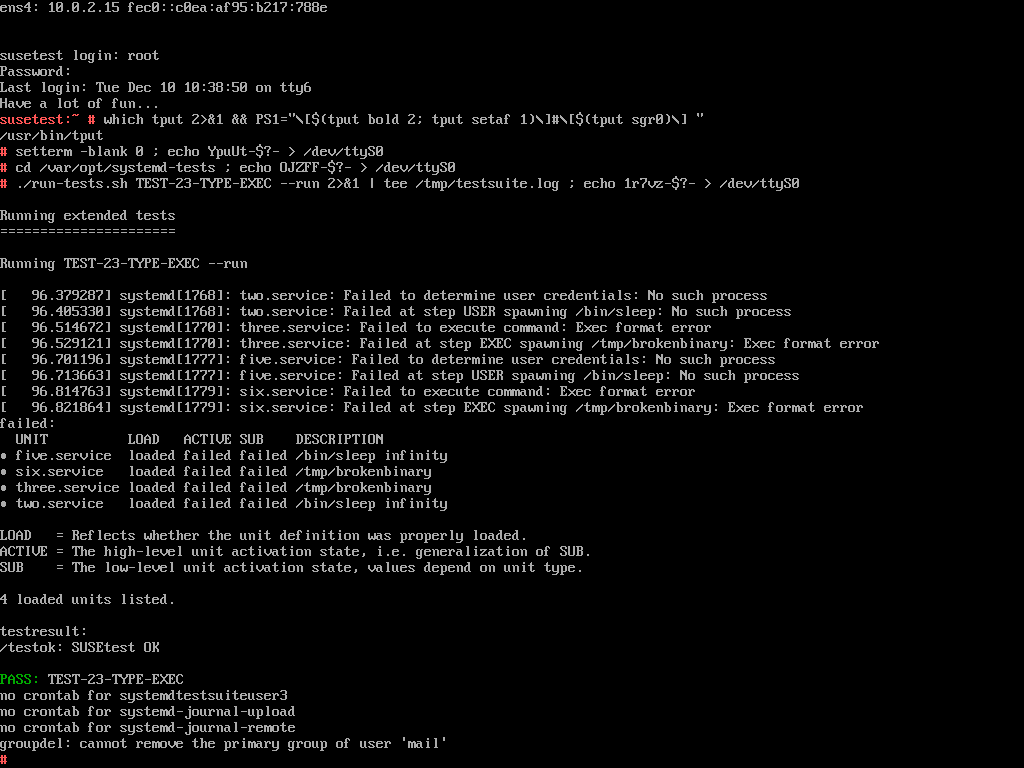 ens4: 10.0.2.15 fec0::c0ea:af95:b217:788e
susetest login: root
Password:
Last login: Tue Dec 10 10:38:50 on tty6
Have a lot of fun...
susetest:~ # which tput 2>&1 && PS1="\[$(tput bold 2; tput setaf 1)\]#\[$(tput sgr0)\] "
/usr/bin/tput
# setterm -blank 0 ; echo YpuUt-$?- > /dev/ttyS0
# cd /var/opt/systemd-tests ; echo OJZFF-$?- > /dev/ttyS0
# ./run-tests.sh TEST-23-TYPE-EXEC --run 2>&1 | tee /tmp/testsuite.log ; echo 1r7vz-$?- > /dev/ttyS0
Running extended tests
======================
Running TEST-23-TYPE-EXEC --run
[   96.379287] systemd[1768]: two.service: Failed to determine user credentials: No such process
[   96.405330] systemd[1768]: two.service: Failed at step USER spawning /bin/sleep: No such process
[   96.514672] systemd[1770]: three.service: Failed to execute command: Exec format error
[   96.529121] systemd[1770]: three.service: Failed at step EXEC spawning /tmp/brokenbinary: Exec format error
[   96.701196] systemd[1777]: five.service: Failed to determine user credentials: No such process
[   96.713663] systemd[1777]: five.service: Failed at step USER spawning /bin/sleep: No such process
[   96.814763] systemd[1779]: six.service: Failed to execute command: Exec format error
[   96.821864] systemd[1779]: six.service: Failed at step EXEC spawning /tmp/brokenbinary: Exec format error
failed:
  UNIT          LOAD   ACTIVE SUB    DESCRIPTION
• five.service  loaded failed failed /bin/sleep infinity
• six.service   loaded failed failed /tmp/brokenbinary
• three.service loaded failed failed /tmp/brokenbinary
• two.service   loaded failed failed /bin/sleep infinity
LOAD   = Reflects whether the unit definition was properly loaded.
ACTIVE = The high-level unit activation state, i.e. generalization of SUB.
SUB    = The low-level unit activation state, values depend on unit type.
4 loaded units listed.
testresult:
/testok: SUSEtest OK
PASS: TEST-23-TYPE-EXEC
no crontab for systemdtestsuiteuser3
no crontab for systemd-journal-upload
no crontab for systemd-journal-remote
groupdel: cannot remove the primary group of user 'mail'
#